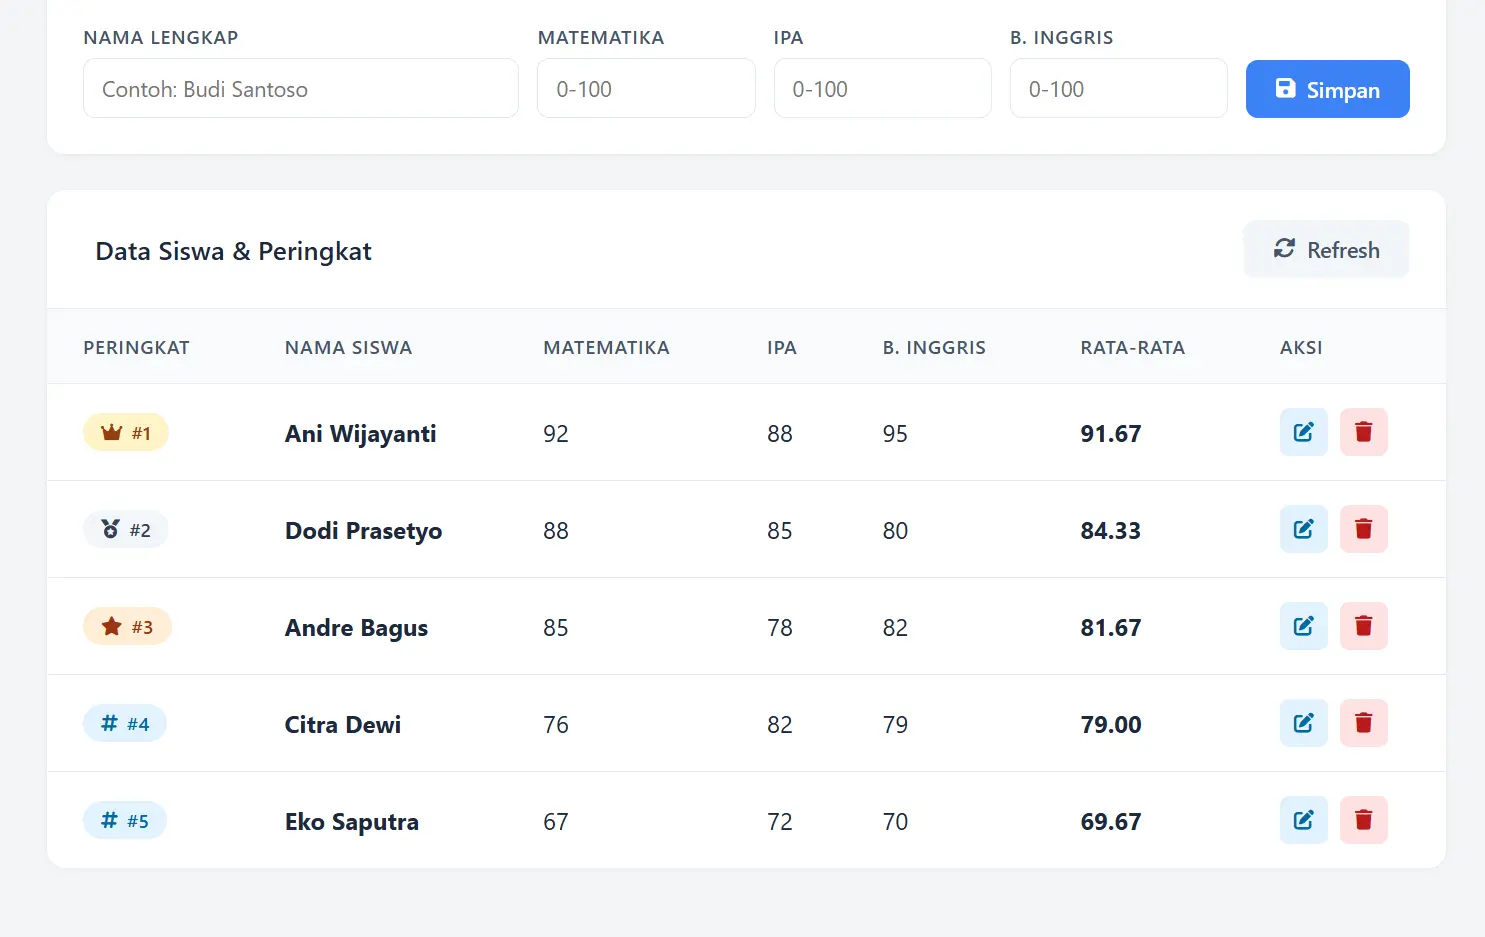 NAMA LENGKAP MATEMATIKA IPA B. INGGRIS
Contoh: Budi Santoso 0-100 0-100 0-100 Simpan
Data Siswa & Peringkat Refresh
PERINGKAT NAMA SISWA MATEMATIKA IPA B. INGGRIS RATA-RATA AKSI
#1 Ani Wijayanti 92 88 95 91.67
#2 Dodi Prasetyo 88 85 80 84.33
#3 Andre Bagus 85 78 82 81.67
# #4 Citra Dewi 76 82 79 79.00
# #5 Eko Saputra 67 72 70 69.67